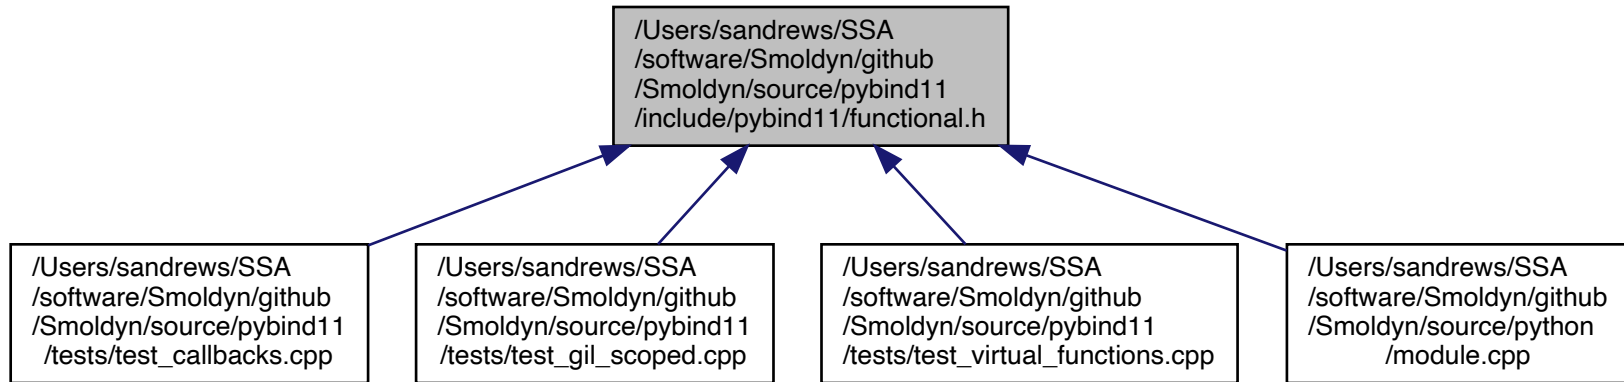 /Users/sandrews/SSA
/software/Smoldyn/github
/Smoldyn/source/pybind11
/include/pybind11/functional.h
/Users/sandrews/SSA
/software/Smoldyn/github
/Smoldyn/source/pybind11
/tests/test_callbacks.cpp
/Users/sandrews/SSA
/software/Smoldyn/github
/Smoldyn/source/pybind11
/tests/test_gil_scoped.cpp
/Users/sandrews/SSA
/software/Smoldyn/github
/Smoldyn/source/pybind11
/tests/test_virtual_functions.cpp
/Users/sandrews/SSA
/software/Smoldyn/github
/Smoldyn/source/python
/module.cpp